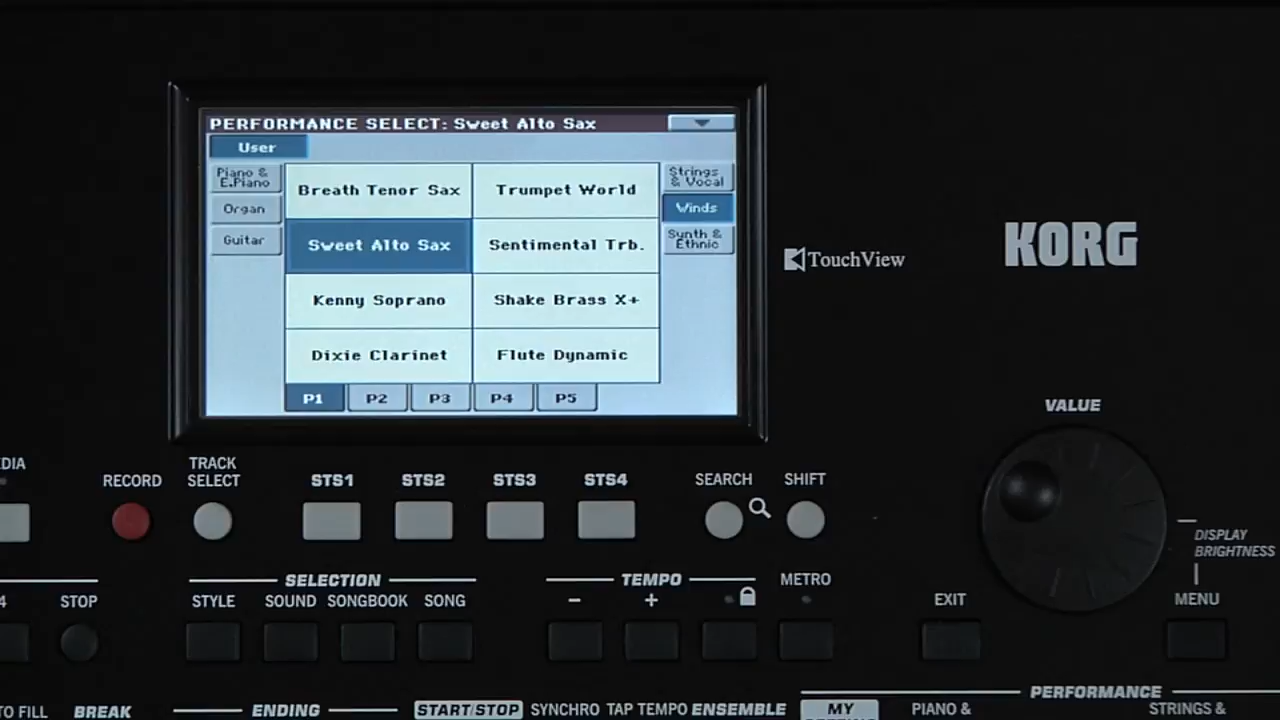 PERFORMANCE SELECT: Sweet Alto Sax
User
Piano & E.Piano
Organ
Guitar
Breath Tenor Sax
Trumpet World
Sweet Alto Sax
Sentimental Trb.
Kenny Soprano
Shake Brass X+
Dixie Clarinet
Flute Dynamic
Strings & Vocal
Winds
Synth & Ethnic
P1 P2 P3 P4 P5
TouchView
KORG
VALUE
RECORD
TRACK SELECT
STS1 STS2 STS3 STS4
SEARCH SHIFT
DISPLAY BRIGHTNESS
SELECTION
TEMPO
METRO
STOP
STYLE SOUND SONGBOOK SONG
- +
EXIT
MENU
PERFORMANCE
FILL BREAK ENDING START/STOP SYNCHRO TAP TEMPO ENSEMBLE MY
PIANO &
STRINGS &